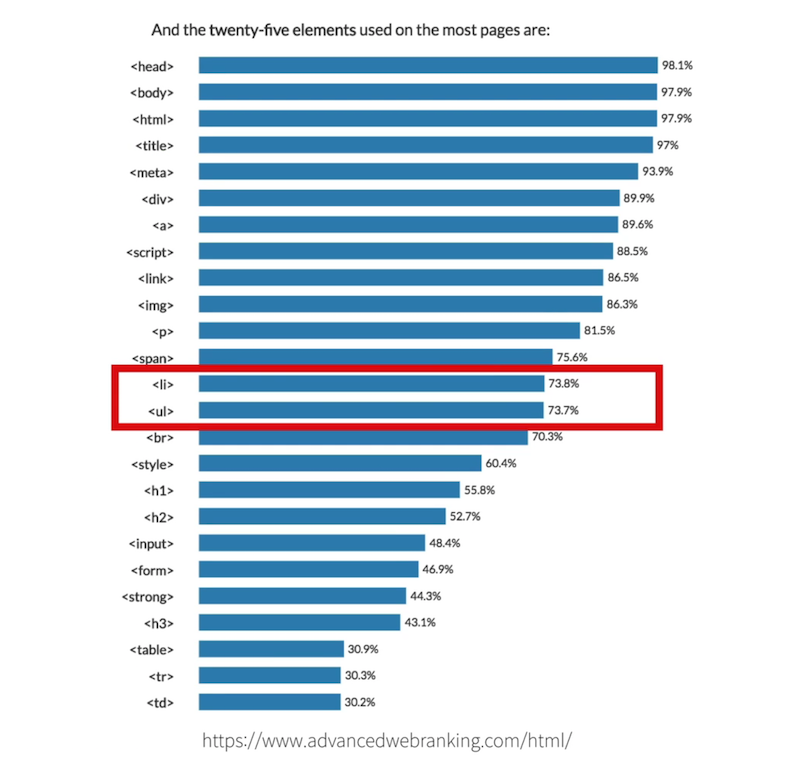 And the twenty-five elements used on the most pages are:
<head> 98.1%
<body> 97.9%
<html> 97.9%
<title> 97%
<meta> 93.9%
<div> 89.9%
<a> 89.6%
<script> 88.5%
<link> 86.5%
<img> 86.3%
<p> 81.5%
<span> 75.6%
<li> 73.8%
<ul> 73.7%
<br> 70.3%
<style> 60.4%
<h1> 55.8%
<h2> 52.7%
<input> 48.4%
<form> 46.9%
<strong> 44.3%
<h3> 43.1%
<table> 30.9%
<tr> 30.3%
<td> 30.2%
https://www.advancedwebranking.com/html/